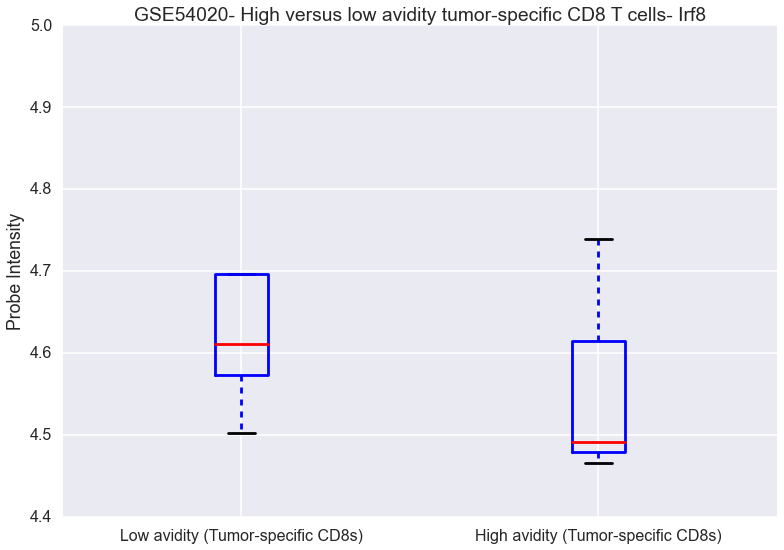 GSE54020- High versus low avidity tumor-specific CD8 T cells- Irf8
5.0
4.9
4.8
4.7
4.6
4.5
4.4
Probe Intensity
Low avidity (Tumor-specific CD8s)
High avidity (Tumor-specific CD8s)